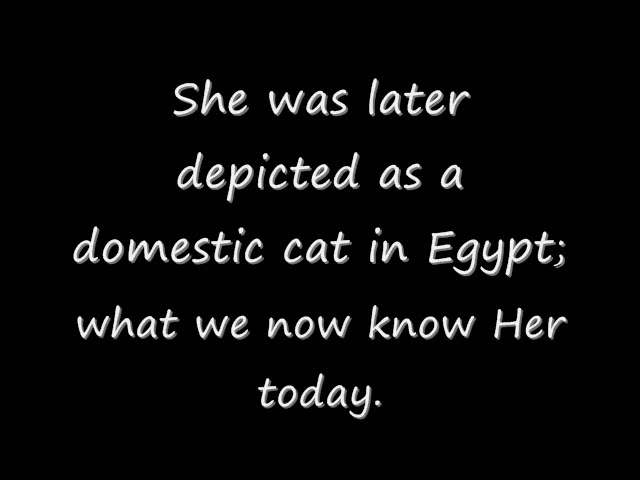 She was later
depicted as a
domestic cat in Egypt;
what we now know Her
today.